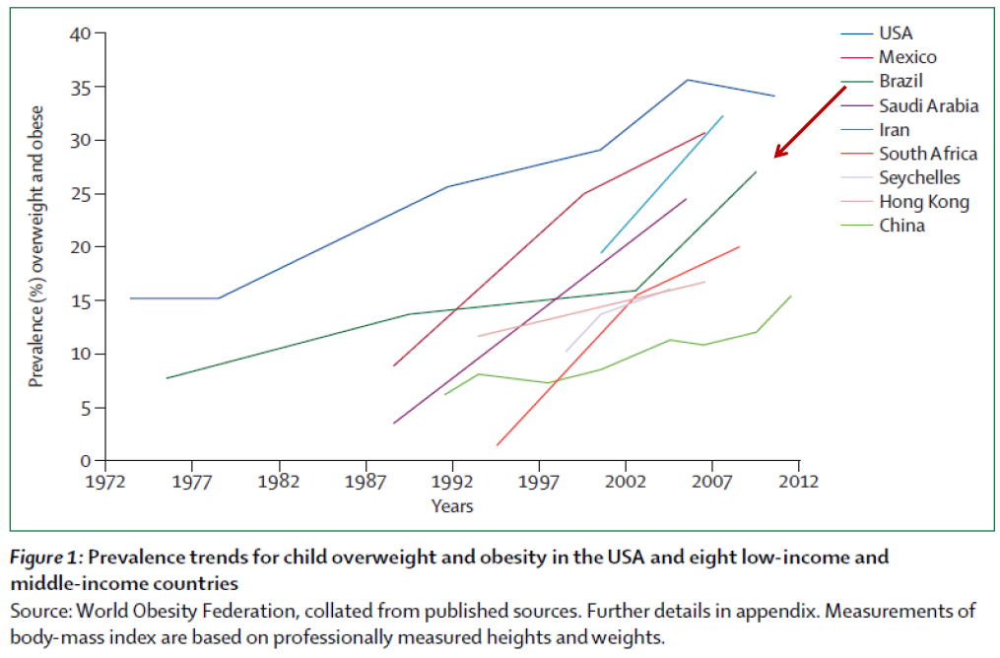 40
35
30
25
20
15
10
5
0
Prevalence (%) overweight and obese
1972 1977 1982 1987 1992 1997 2002 2007 2012
Years
USA
Mexico
Brazil
Saudi Arabia
Iran
South Africa
Seychelles
Hong Kong
China
Figure 1: Prevalence trends for child overweight and obesity in the USA and eight low-income and
middle-income countries
Source: World Obesity Federation, collated from published sources. Further details in appendix. Measurements of
body-mass index are based on professionally measured heights and weights.